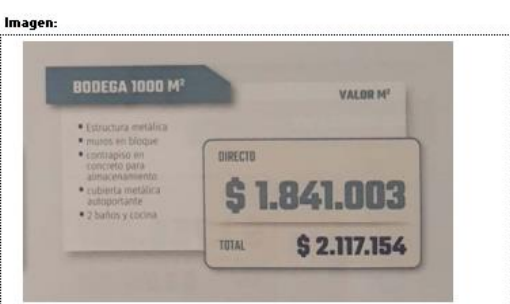 Imagen:
BODEGA 1000 M²
VALOR M²
• Estructura metálica
• muros en bloque
• contrapiso en
concreto para
almacenamiento
• cubierta metálica
autoportante
• 2 baños y cocina
DIRECTO
$ 1.841.003
TOTAL
$ 2.117.154